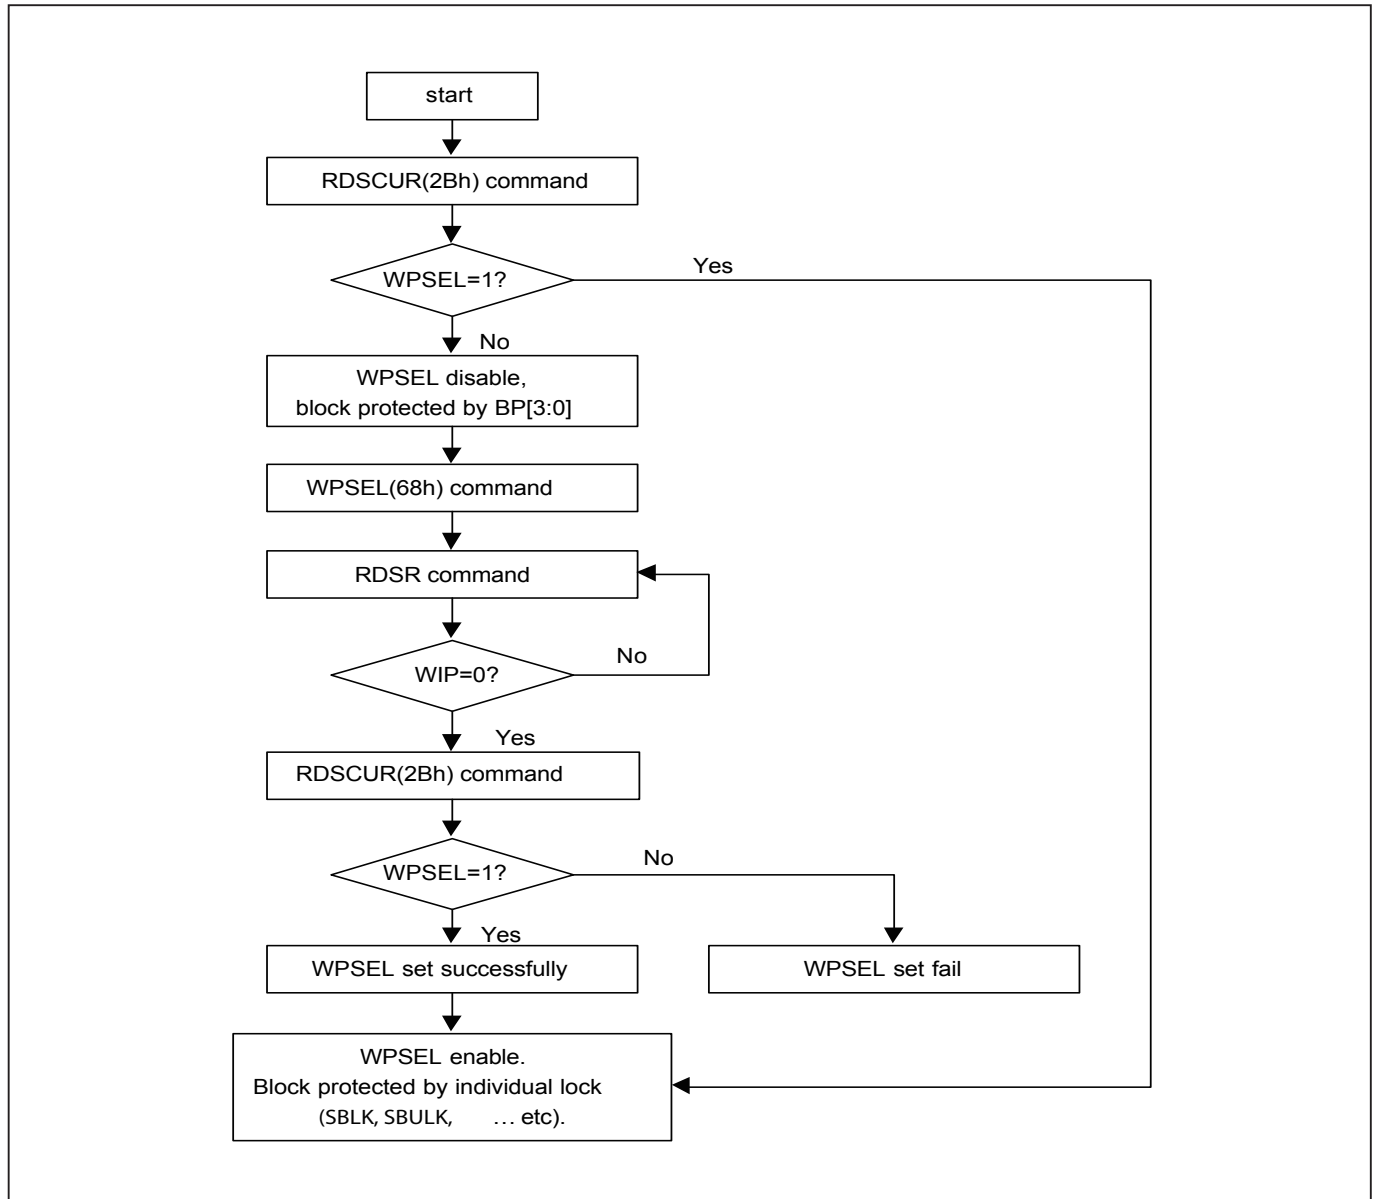 start
RDSCUR(2Bh) command
WPSEL=1?
Yes
No
WPSEL disable,
block protected by BP[3:0]
WPSEL(68h) command
RDSR command
WIP=0?
No
Yes
RDSCUR(2Bh) command
WPSEL=1?
No
Yes
WPSEL set successfully
WPSEL set fail
WPSEL enable.
Block protected by individual lock
(SBLK, SBULK, ... etc).